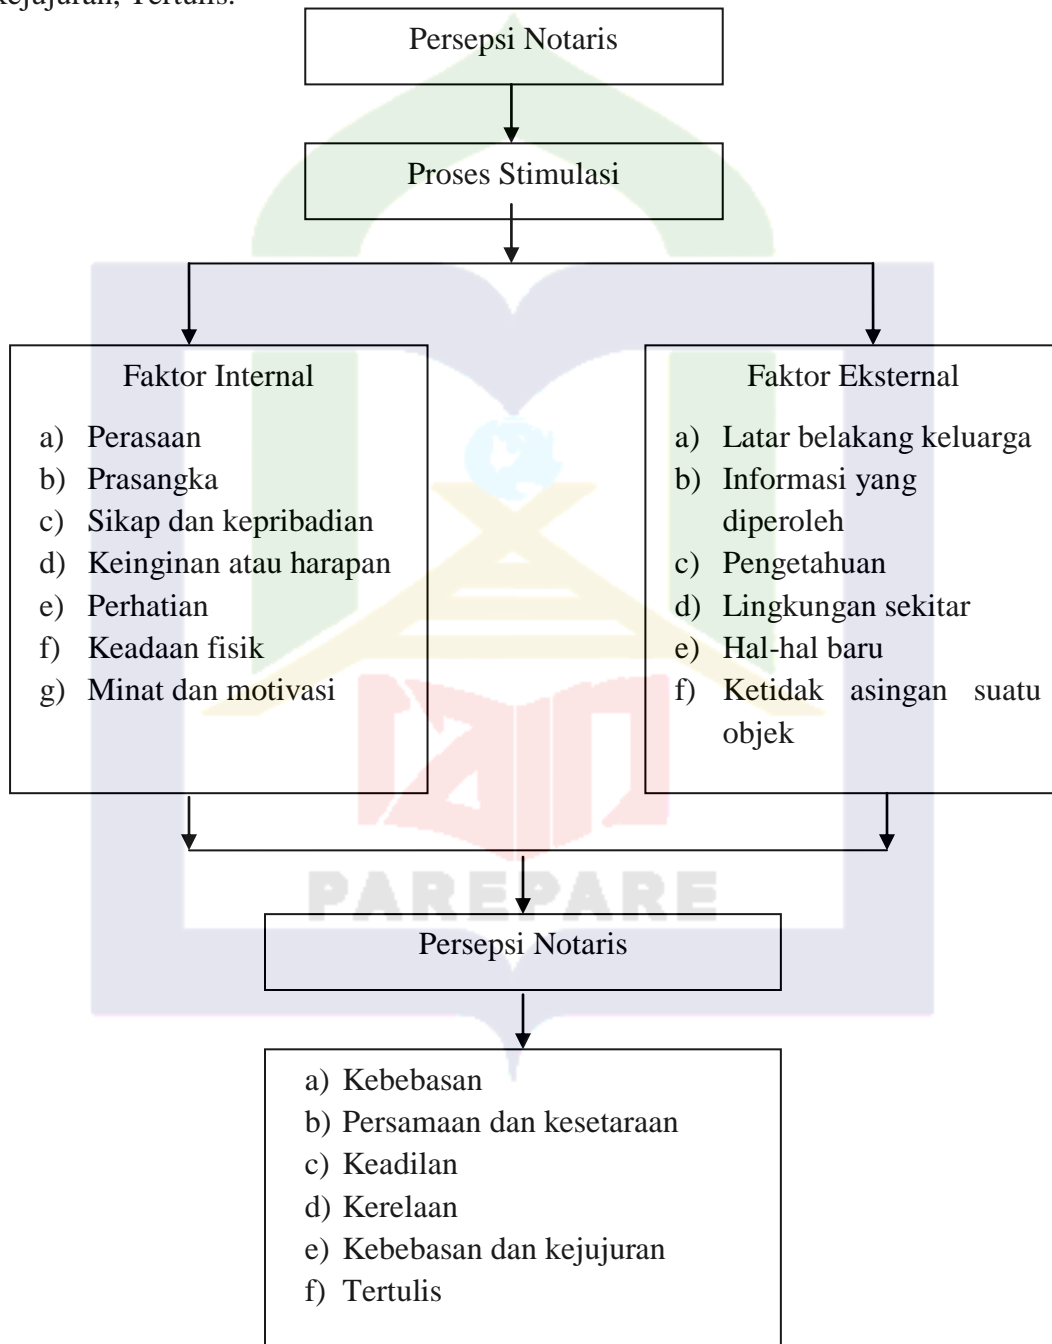 kejujuran, Tertulis.
Persepsi Notaris
Proses Stimulasi
Faktor Internal
a) Perasaan
b) Prasangka
c) Sikap dan kepribadian
d) Keinginan atau harapan
e) Perhatian
f) Keadaan fisik
g) Minat dan motivasi
Faktor Eksternal
a) Latar belakang keluarga
b) Informasi yang
diperoleh
c) Pengetahuan
d) Lingkungan sekitar
e) Hal-hal baru
f) Ketidak asingan suatu
objek
PAREPARE
Persepsi Notaris
a) Kebebasan
b) Persamaan dan kesetaraan
c) Keadilan
d) Kerelaan
e) Kebebasan dan kejujuran
f) Tertulis